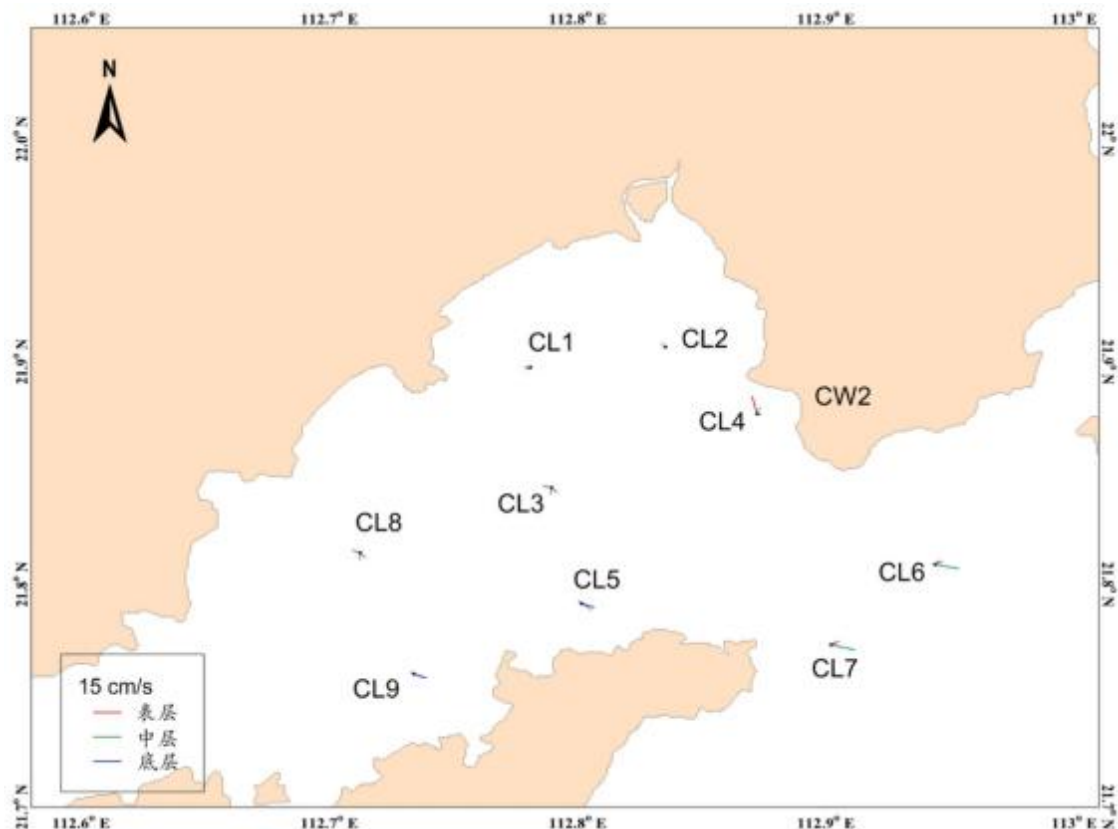 112.6° E 112.7° E 112.8° E 112.9° E 113° E
N
22.0° N 22° N
CL1 CL2
21.9° N 21.9° N
CW2
CL4
CL3
CL8
CL6
CL5
21.8° N 21.8° N
CL7
CL9
15 cm/s
表层
中层
底层
21.7° N 21.7° N
112.6° E 112.7° E 112.8° E 112.9° E 113° E